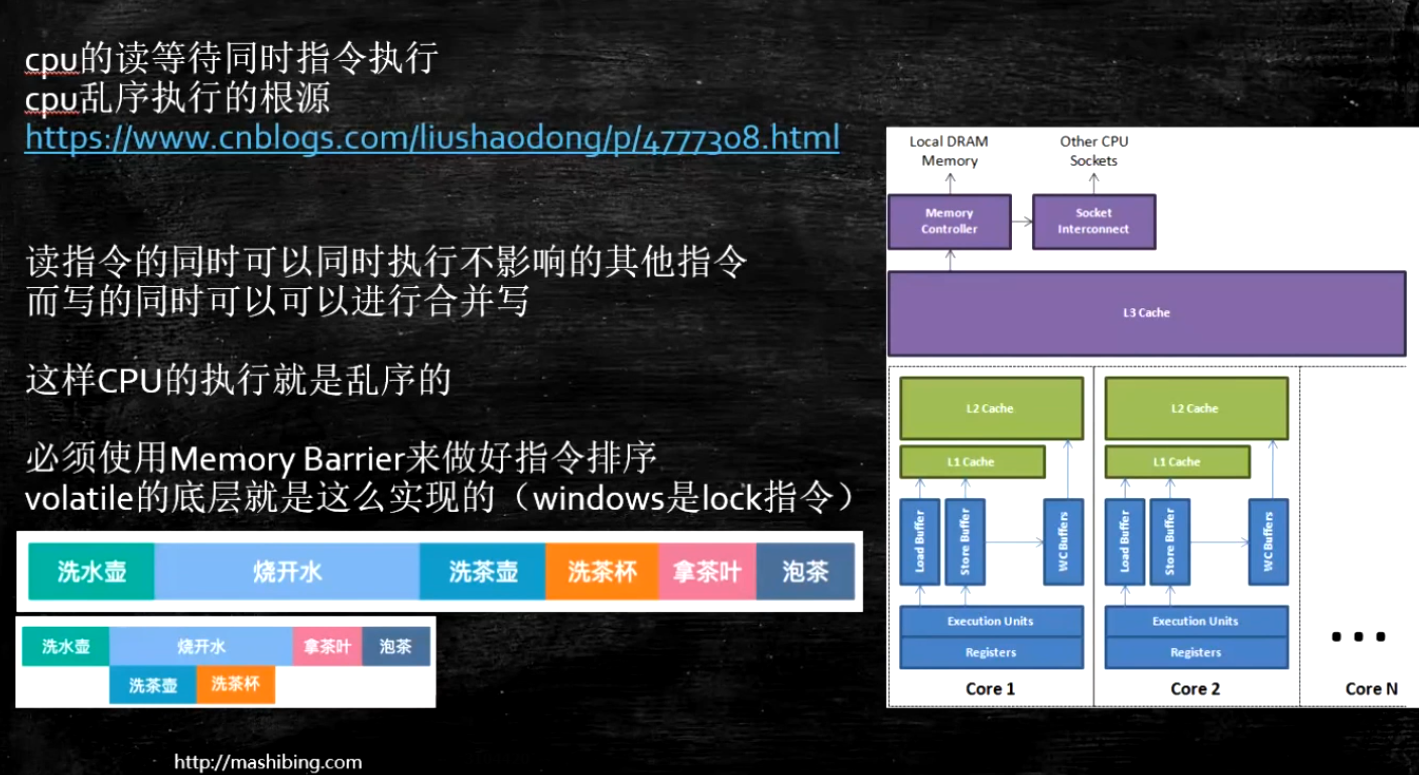 cpu的读等待同时指令执行
cpu乱序执行的根源
https://www.cnblogs.com/liushaodong/p/4777308.html
读指令的同时可以同时执行不影响的其他指令
而写的同时可以可以进行合并写
这样CPU的执行就是乱序的
必须使用Memory Barrier来做好指令排序
volatile的底层就是这么实现的（windows是lock指令）
洗水壶 烧开水 洗茶壶 洗茶杯 拿茶叶 泡茶
洗水壶 烧开水 拿茶叶 泡茶
洗茶壶 洗茶杯
http://mashibing.com
Local DRAM
Memory
Other CPU
Sockets
Memory
Controller
Socket
Interconnect
L3 Cache
L2 Cache
L1 Cache
Load Buffer
Store Buffer
WC Buffers
Execution Units
Registers
Core 1
L2 Cache
L1 Cache
Load Buffer
Store Buffer
WC Buffers
Execution Units
Registers
Core 2
Core N